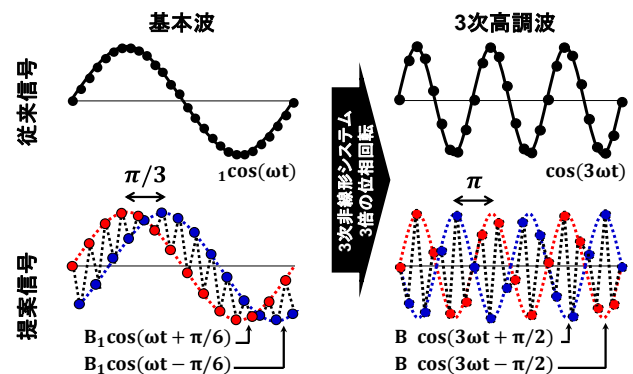 基本波
3次高調波
従来信号
₁cos(ωt)
3次非線形システム
3倍の位相回転
cos(3ωt)
π/3
π
提案信号
B₁cos(ωt + π/6)
B₁cos(ωt − π/6)
B cos(3ωt + π/2)
B cos(3ωt − π/2)